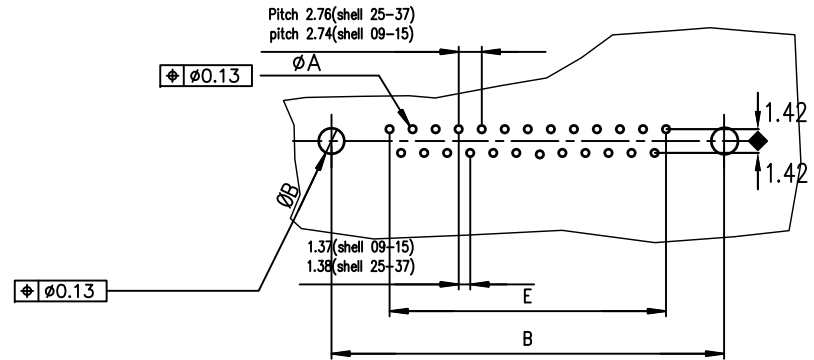 Pitch 2.76(shell 25-37)
pitch 2.74(shell 09-15)
⌖ ø0.13
øA
1.42
1.42
øB
1.37(shell 09-15)
1.38(shell 25-37)
⌖ ø0.13
E
B